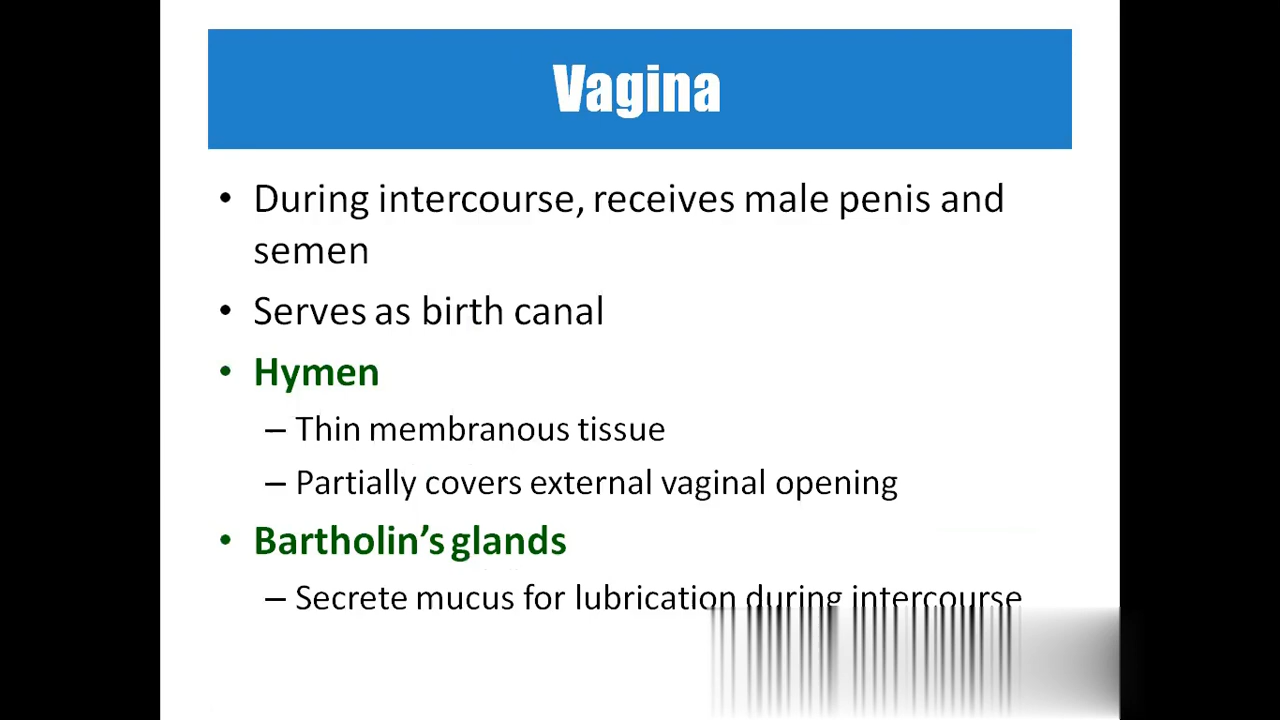 Vagina
• During intercourse, receives male penis and
semen
• Serves as birth canal
• Hymen
– Thin membranous tissue
– Partially covers external vaginal opening
• Bartholin’s glands
– Secrete mucus for lubrication during intercourse